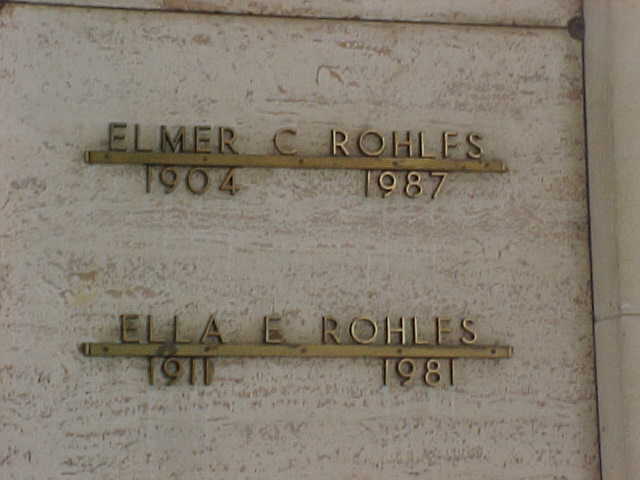 ELMER C ROHLFS
1904 1987
ELLA E ROHLFS
1911 1981